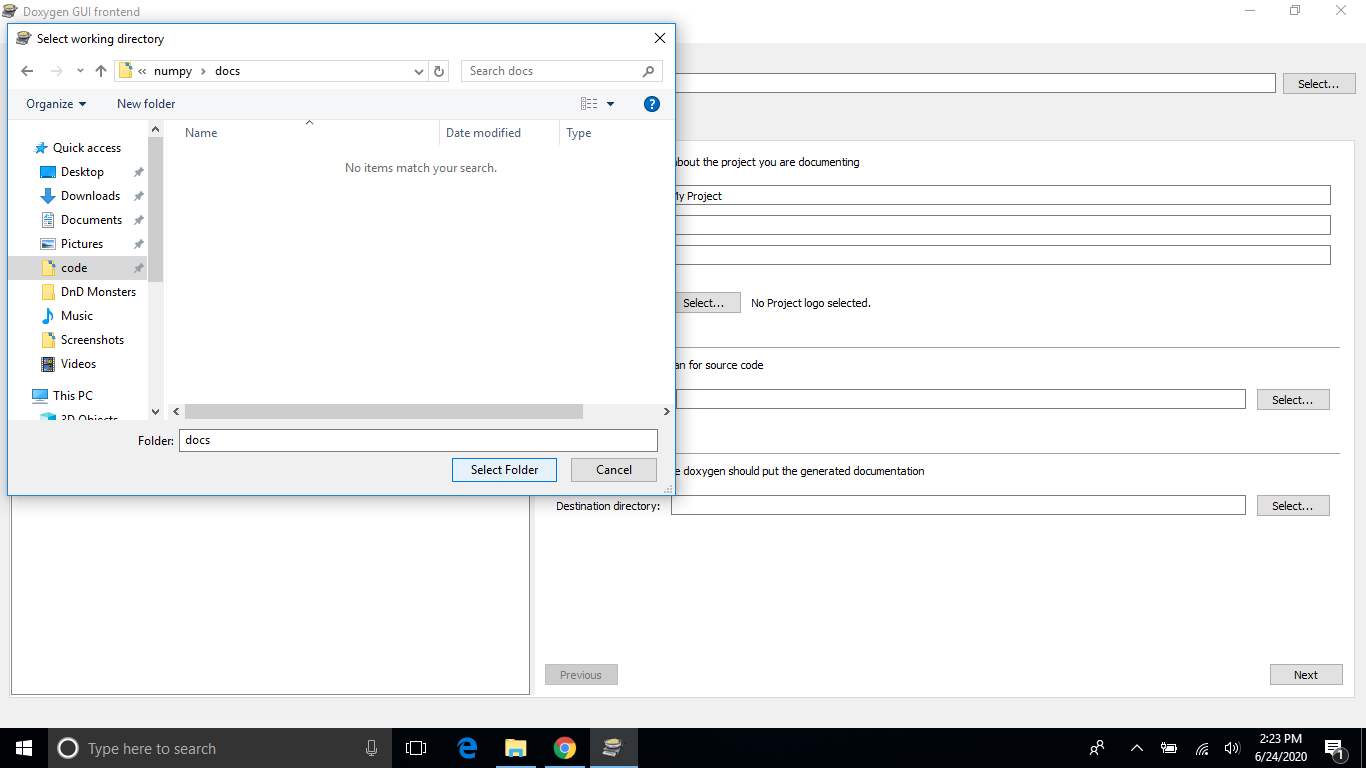 Doxygen GUI frontend
Select working directory
« numpy › docs
Search docs
Select...
Organize
New folder
?
Name
Date modified
Type
No items match your search.
Quick access
Desktop
Downloads
Documents
Pictures
code
DnD Monsters
Music
Screenshots
Videos
This PC
3D Objects
Folder: docs
Select Folder
Cancel
about the project you are documenting
My Project
Select...
No Project logo selected.
an for source code
Select...
e doxygen should put the generated documentation
Destination directory:
Select...
Previous
Next
Type here to search
2:23 PM
6/24/2020
1